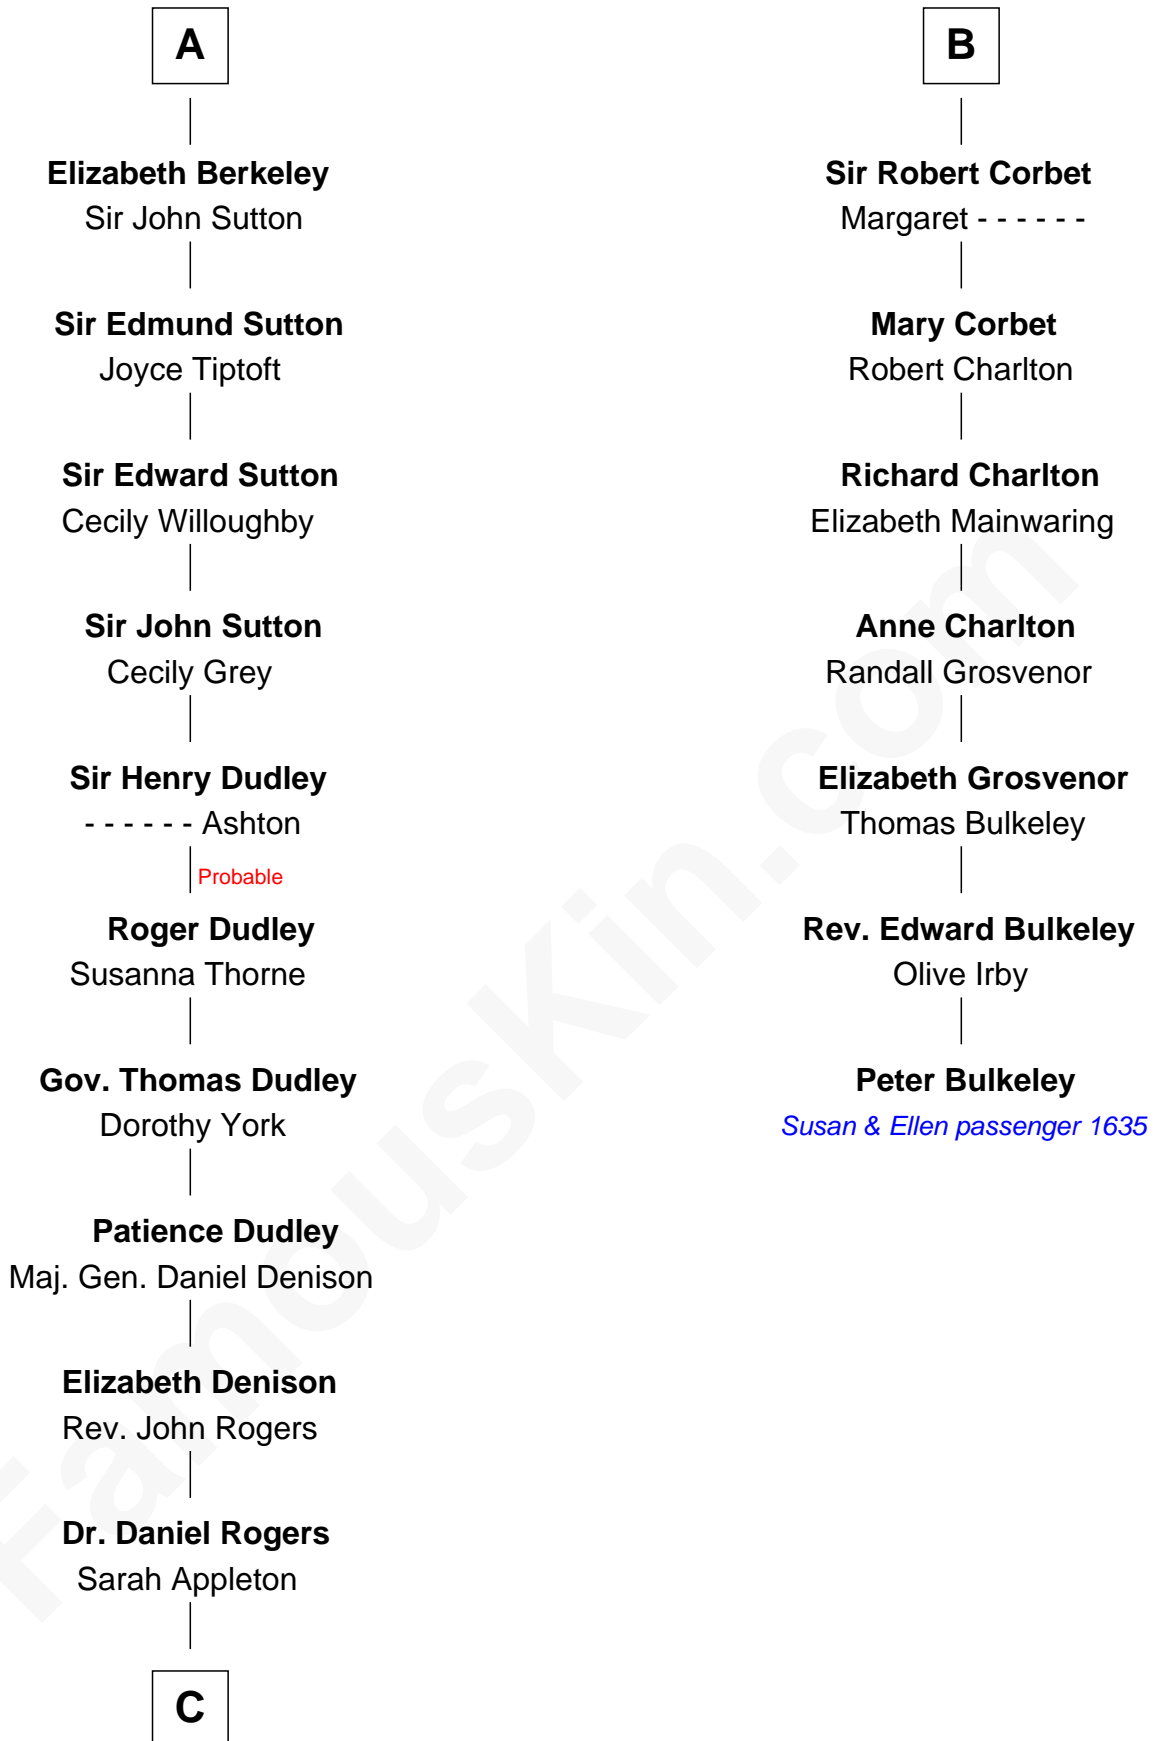 A
Elizabeth Berkeley
Sir John Sutton
Sir Edmund Sutton
Joyce Tiptoft
Sir Edward Sutton
Cecily Willoughby
Sir John Sutton
Cecily Grey
Sir Henry Dudley
- - - - - - Ashton
Probable
Roger Dudley
Susanna Thorne
Gov. Thomas Dudley
Dorothy York
Patience Dudley
Maj. Gen. Daniel Denison
Elizabeth Denison
Rev. John Rogers
Dr. Daniel Rogers
Sarah Appleton
C
B
Sir Robert Corbet
Margaret - - - - - -
Mary Corbet
Robert Charlton
Richard Charlton
Elizabeth Mainwaring
Anne Charlton
Randall Grosvenor
Elizabeth Grosvenor
Thomas Bulkeley
Rev. Edward Bulkeley
Olive Irby
Peter Bulkeley
Susan & Ellen passenger 1635
FamousKin.com